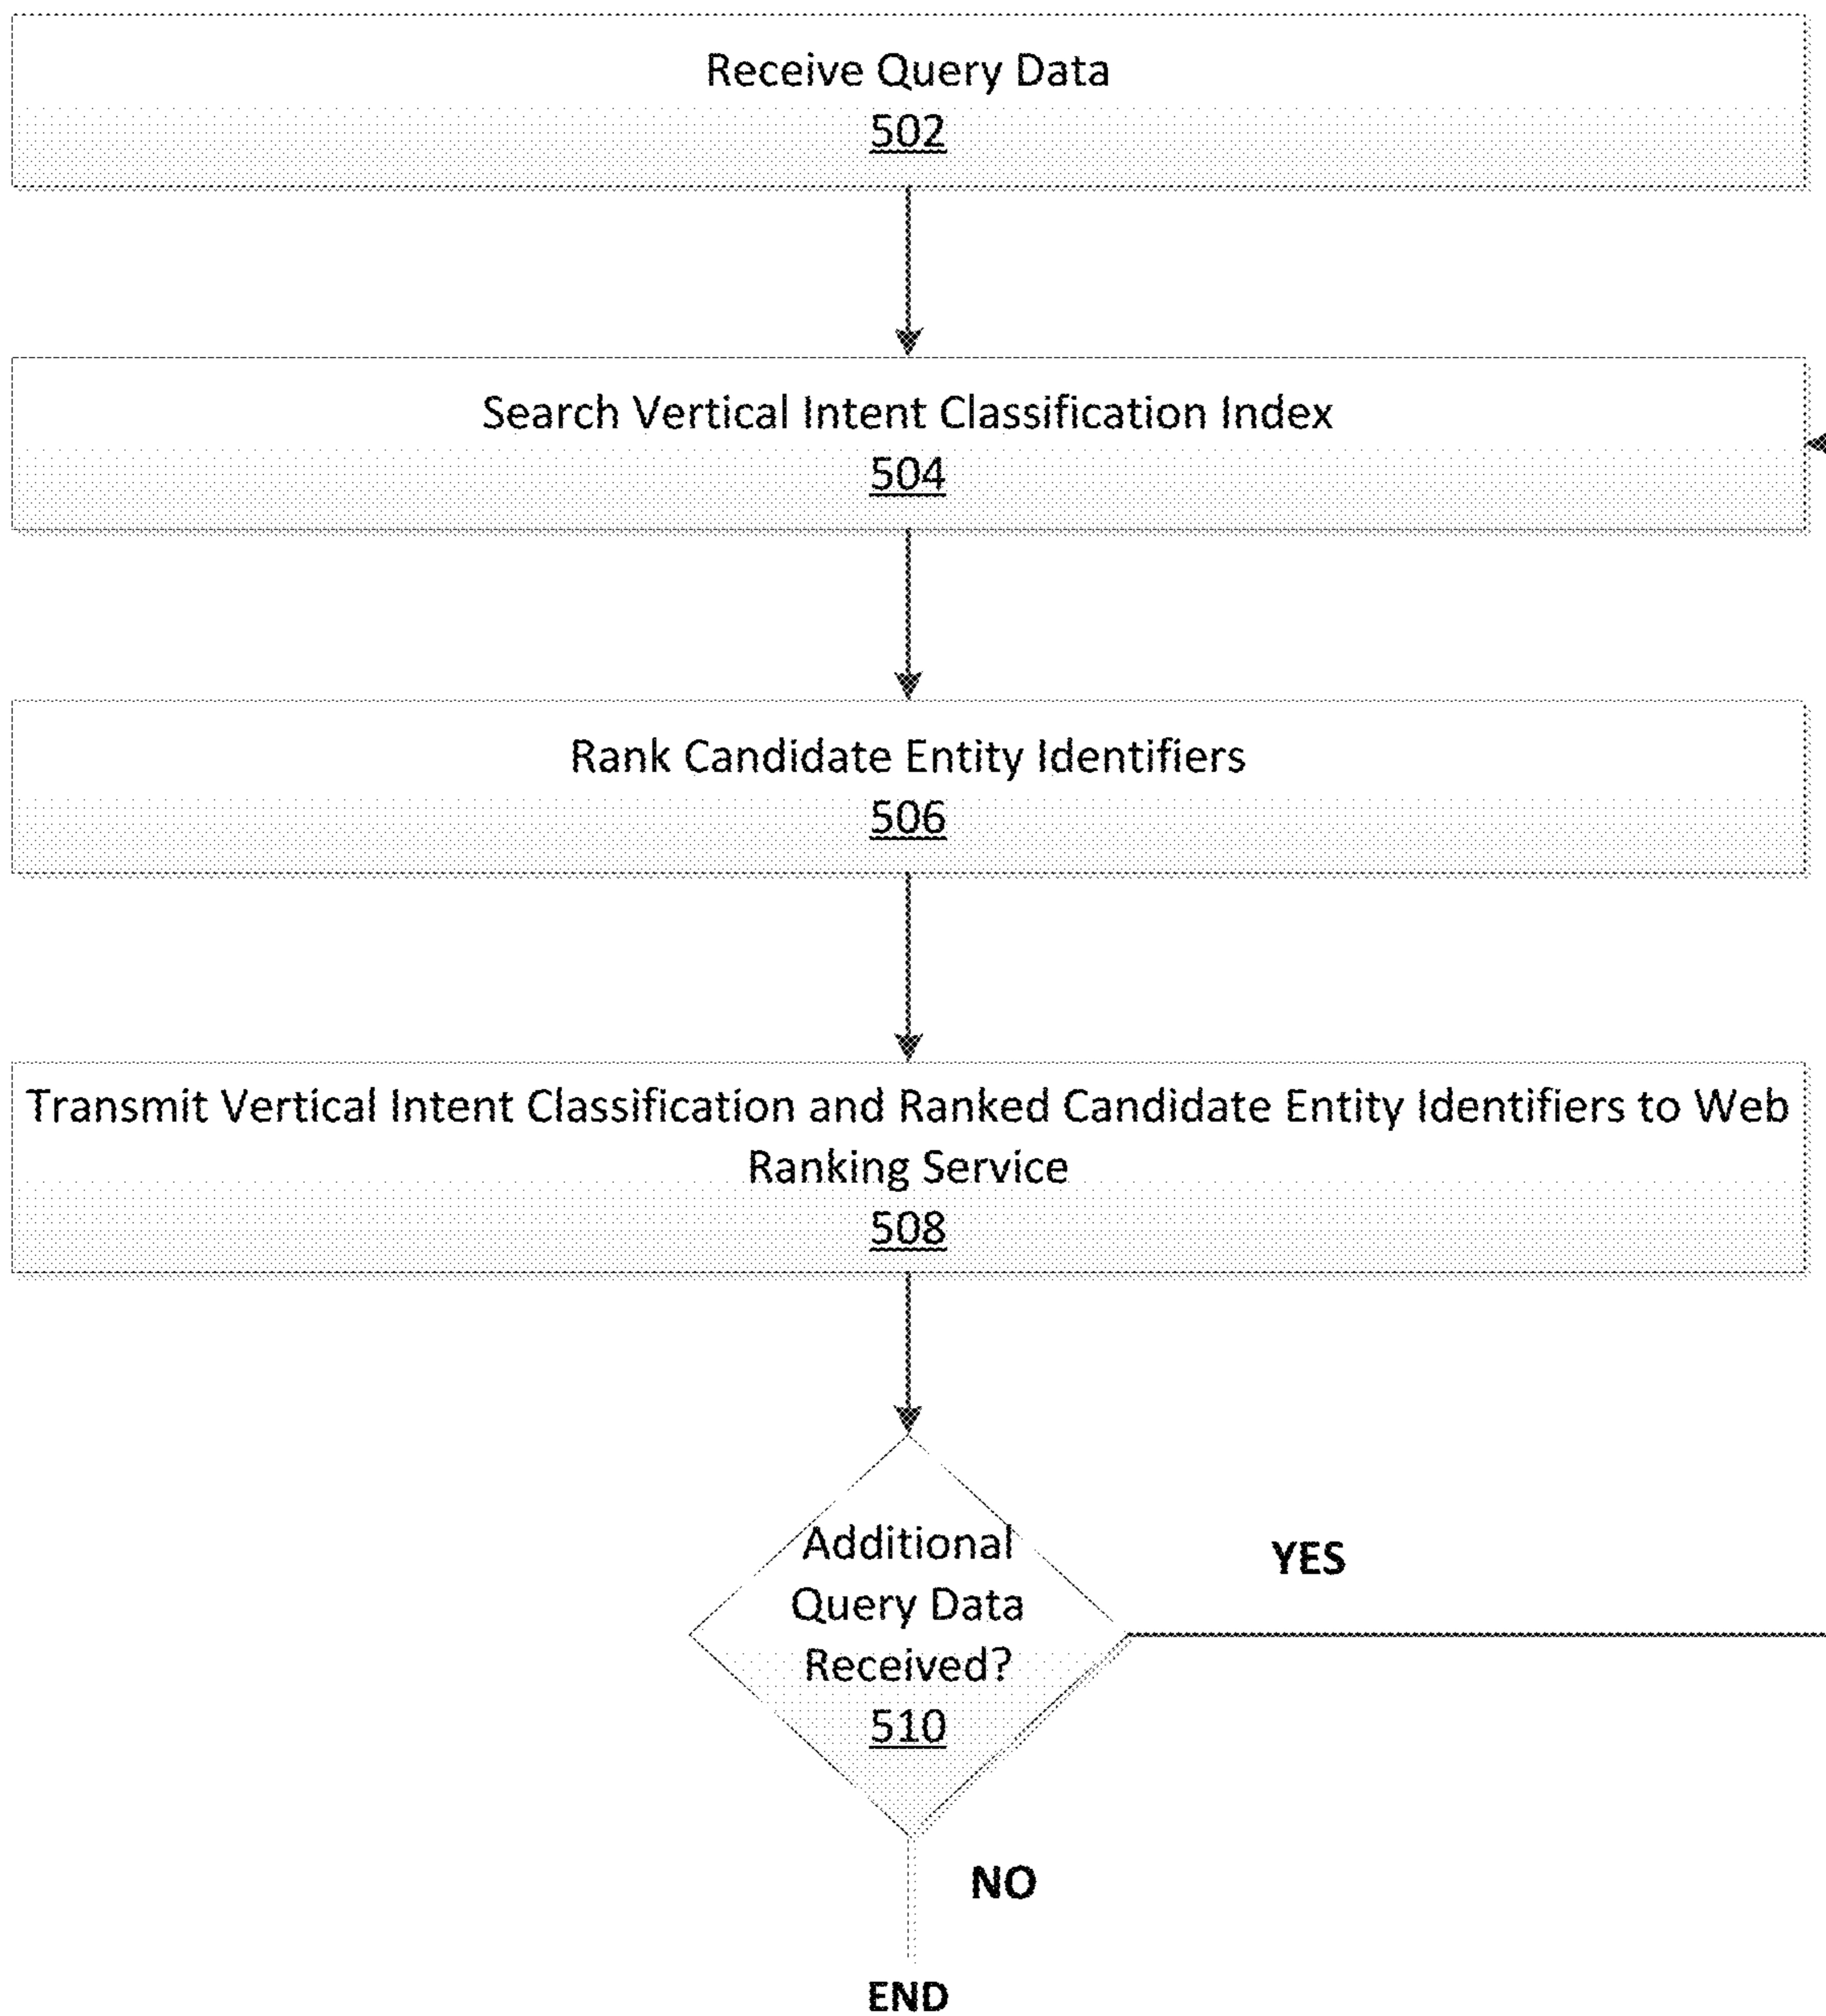 Receive Query Data
502
Search Vertical Intent Classification Index
504
Rank Candidate Entity Identifiers
506
Transmit Vertical Intent Classification and Ranked Candidate Entity Identifiers to Web
Ranking Service
508
Additional
Query Data
Received?
510
YES
NO
END